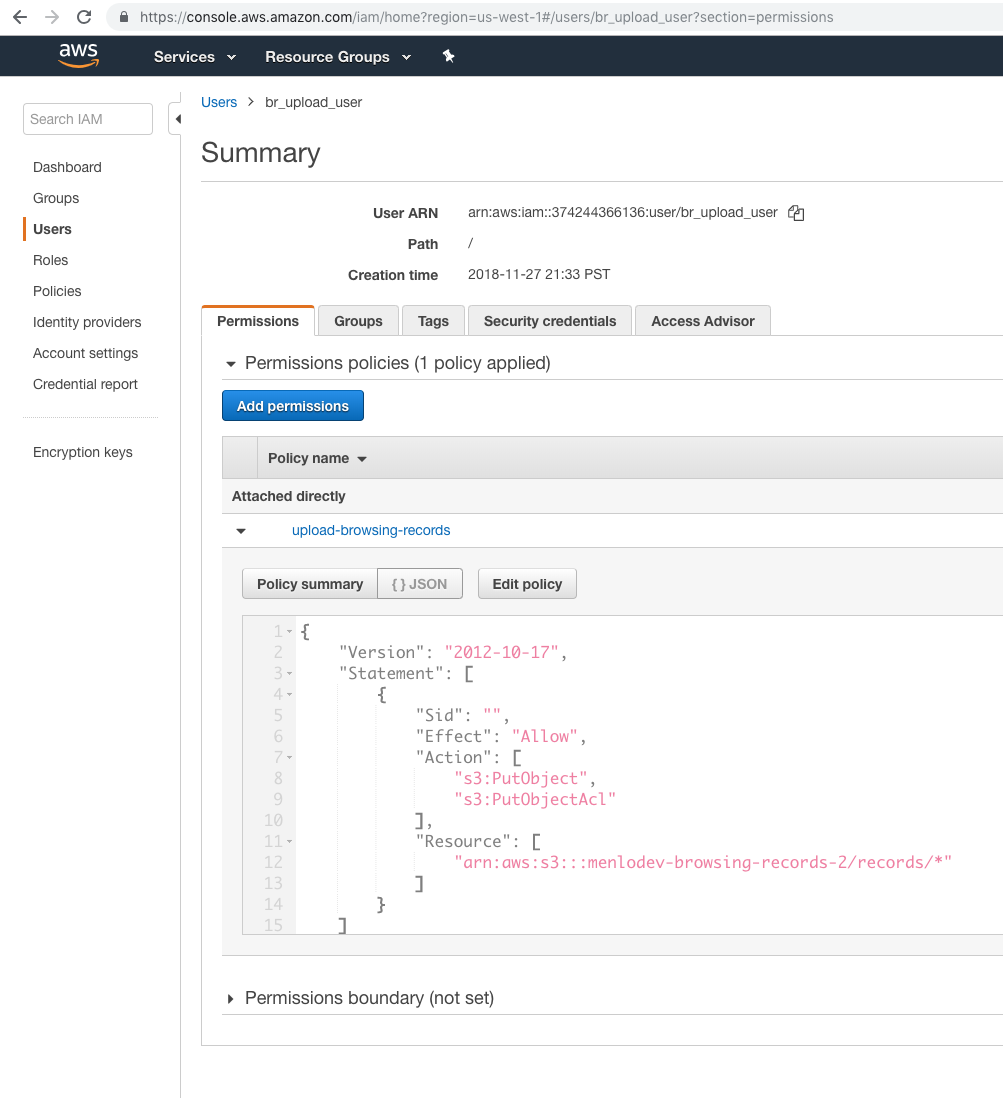 https://console.aws.amazon.com/iam/home?region=us-west-1#/users/br_upload_user?section=permissions
aws Services Resource Groups
Search IAM
Dashboard
Groups
Users
Roles
Policies
Identity providers
Account settings
Credential report
Encryption keys
Users > br_upload_user
Summary
User ARN arn:aws:iam::374244366136:user/br_upload_user
Path /
Creation time 2018-11-27 21:33 PST
Permissions Groups Tags Security credentials Access Advisor
Permissions policies (1 policy applied)
Add permissions
Policy name
Attached directly
upload-browsing-records
Policy summary { } JSON Edit policy
1 {
2 "Version": "2012-10-17",
3 "Statement": [
4 {
5 "Sid": "",
6 "Effect": "Allow",
7 "Action": [
8 "s3:PutObject",
9 "s3:PutObjectAcl"
10 ],
11 "Resource": [
12 "arn:aws:s3:::menlodev-browsing-records-2/records/*"
13 ]
14 }
15 ]
Permissions boundary (not set)